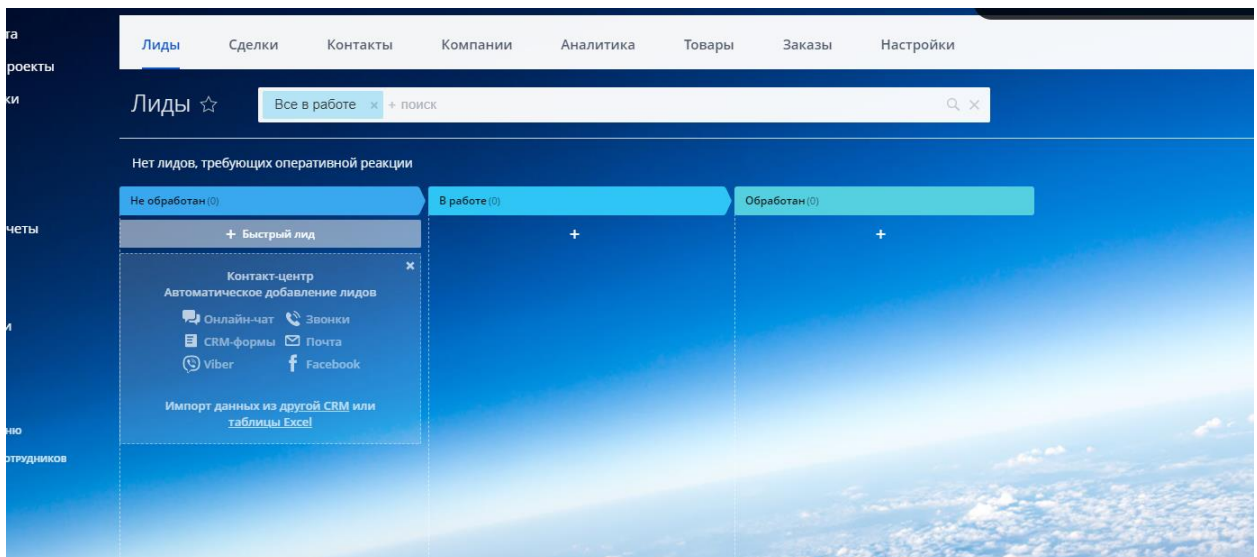 та
Лиды Сделки Контакты Компании Аналитика Товары Заказы Настройки
роекты
ки
Лиды Все в работе × + поиск
Нет лидов, требующих оперативной реакции
Не обработан (0) В работе (0) Обработан (0)
четы
+ Быстрый лид + +
Контакт-центр
Автоматическое добавление лидов
Онлайн-чат Звонки
и
CRM-формы Почта
Viber Facebook
Импорт данных из другой CRM или
таблицы Excel
ню
отрудников